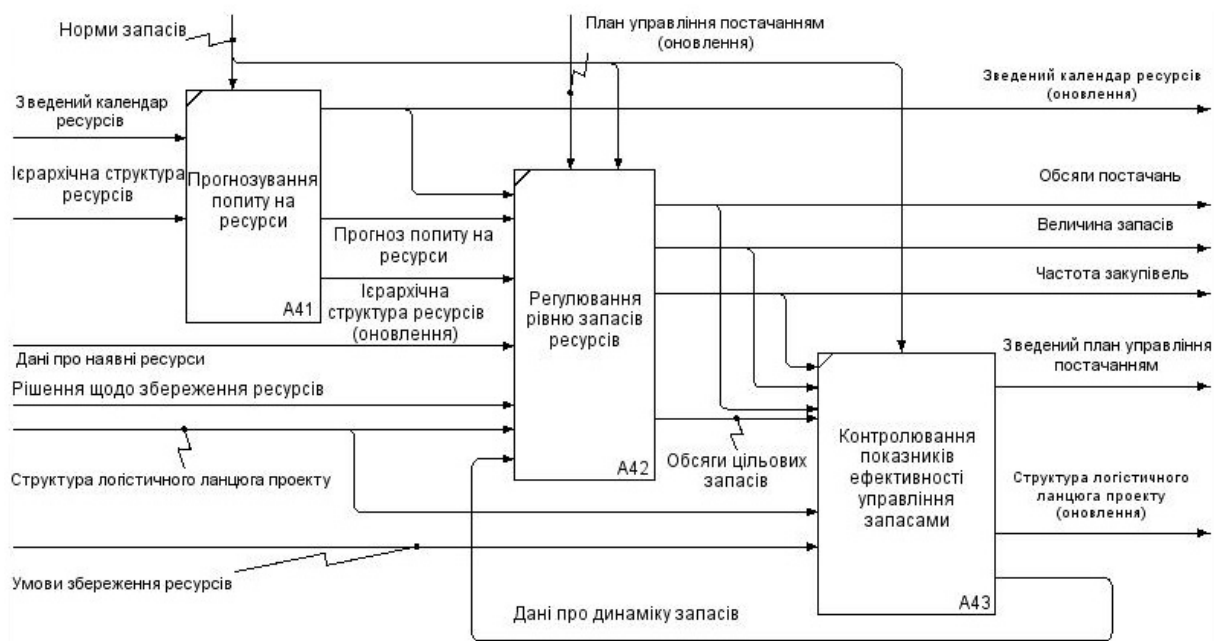 Норми запасів
План управління постачанням
(оновлення)
Зведений календар ресурсів
(оновлення)
Зведений календар
ресурсів
Ієрархічна структура
ресурсів
Прогнозування
попиту на
ресурси
А41
Обсяги постачань
Величина запасів
Частота закупівель
Прогноз попиту на
ресурси
Ієрархічна
структура ресурсів
(оновлення)
Регулювання
рівню запасів
ресурсів
А42
Дані про наявні ресурси
Рішення щодо збереження ресурсів
Структура логістичного ланцюга проекту
Умови збереження ресурсів
Обсяги цільових
запасів
Зведений план управління
постачанням
Контролювання
показників
ефективності
управління
запасами
А43
Структура логістичного
ланцюга проекту
(оновлення)
Дані про динаміку запасів